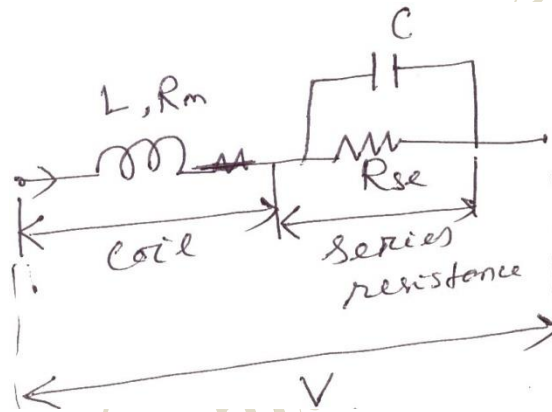 C
L, Rm
Rse
coil
series
resistance
V